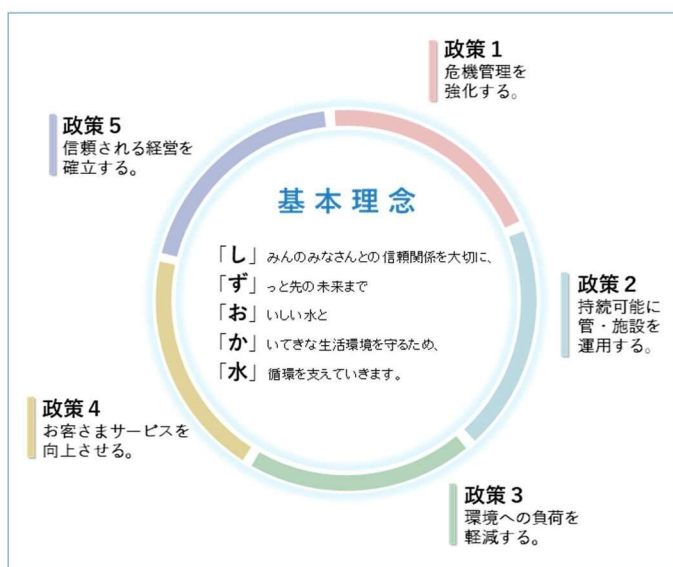 政策1
危機管理を
強化する。
政策5
信頼される経営を
確立する。
基本理念
「し」みんのみなさんとの信頼関係を大切に、
「ず」っと先の未来まで
「お」いしい水と
「か」いてきな生活環境を守るため、
「水」循環を支えていきます。
政策2
持続可能に
管・施設を
運用する。
政策4
お客さまサービスを
向上させる。
政策3
環境への負荷を
軽減する。